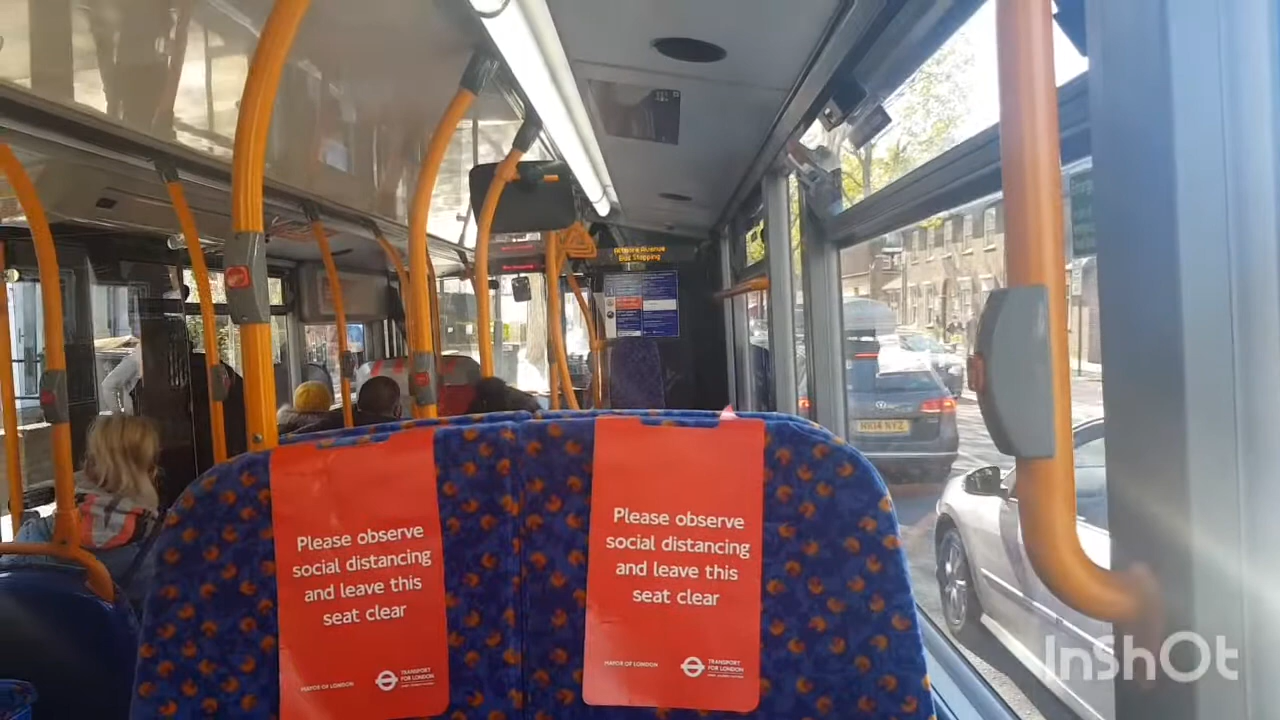 Bus Stopping
HK14 NYZ
Please observe
social distancing
and leave this
seat clear
MAYOR OF LONDON
TRANSPORT
FOR LONDON
Please observe
social distancing
and leave this
seat clear
MAYOR OF LONDON
TRANSPORT
FOR LONDON
InShOt